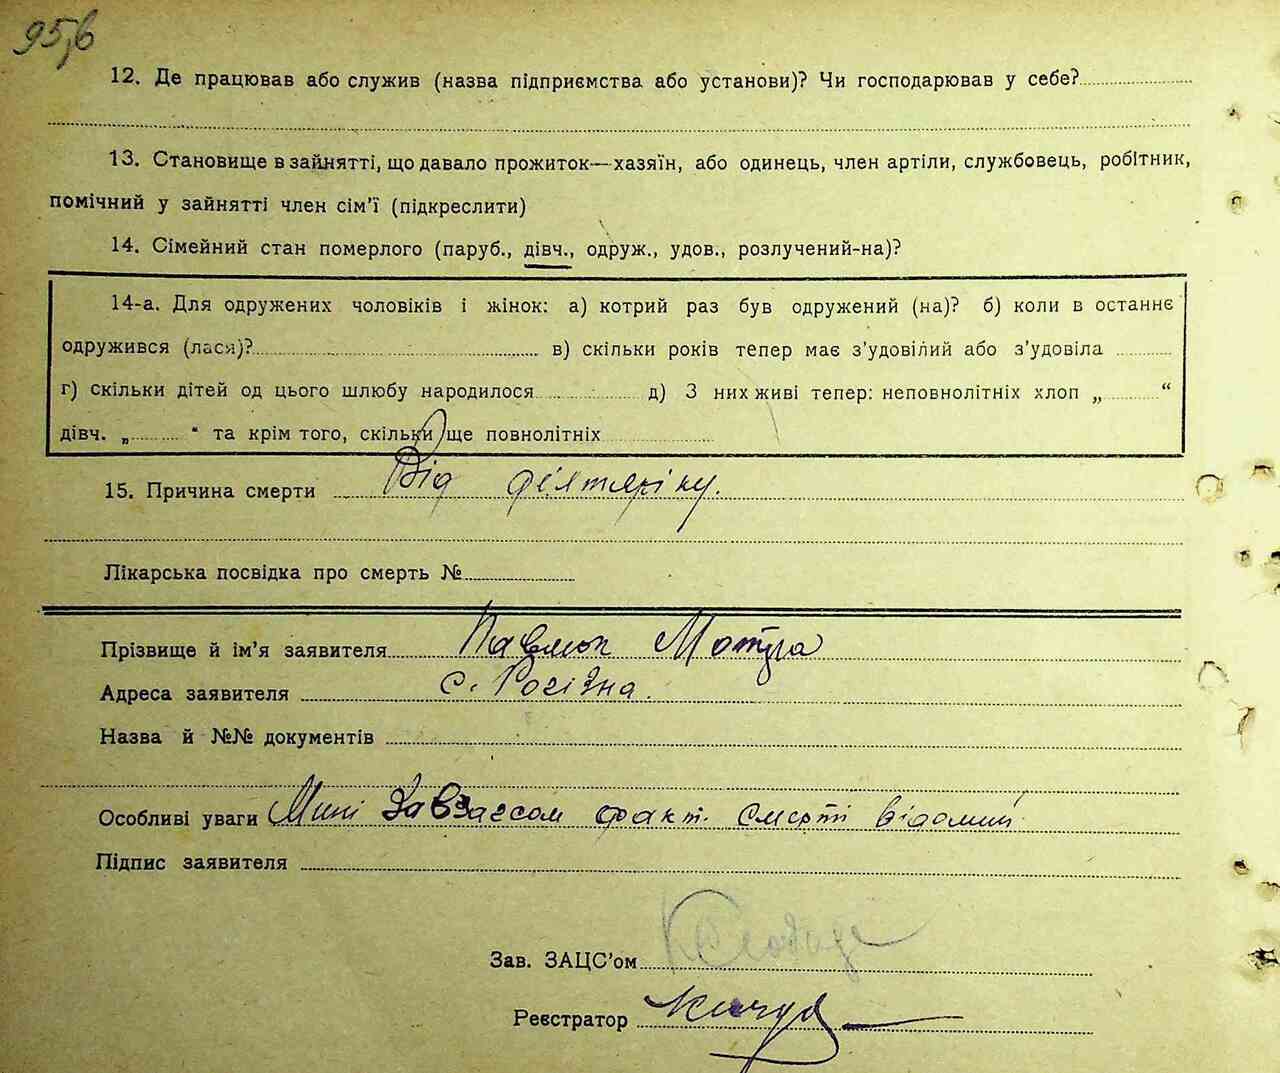 12. Де працював або служив (назва підприємства або установи)? Чи господарював у себе?
13. Становище в зайнятті, що давало прожиток—хазяїн, або одинець, член артіли, службовець, робітник,
помічний у зайнятті член сім'ї (підкреслити)
14. Сімейний стан померлого (паруб., дівч., одруж., удов., розлучений-на)?
14-а. Для одружених чоловіків і жінок: а) котрий раз був одружений (на)? б) коли в останнє
одружився (лася)? в) скільки років тепер має з'удовілий або з'удовіла
г) скільки дітей од цього шлюбу народилося д) З них живі тепер: неповнолітніх хлоп „ “
дівч. „ “ та крім того, скільки ще повнолітніх
15. Причина смерти Від
Лікарська посвідка про смерть №
Прізвище й ім'я заявителя Павлюк Мотря
Адреса заявителя с. Рогізна.
Назва й №№ документів
Особливі уваги Мині Завзагсом факт. смерті відомий
Підпис заявителя
Зав. ЗАЦС'ом
Реєстратор